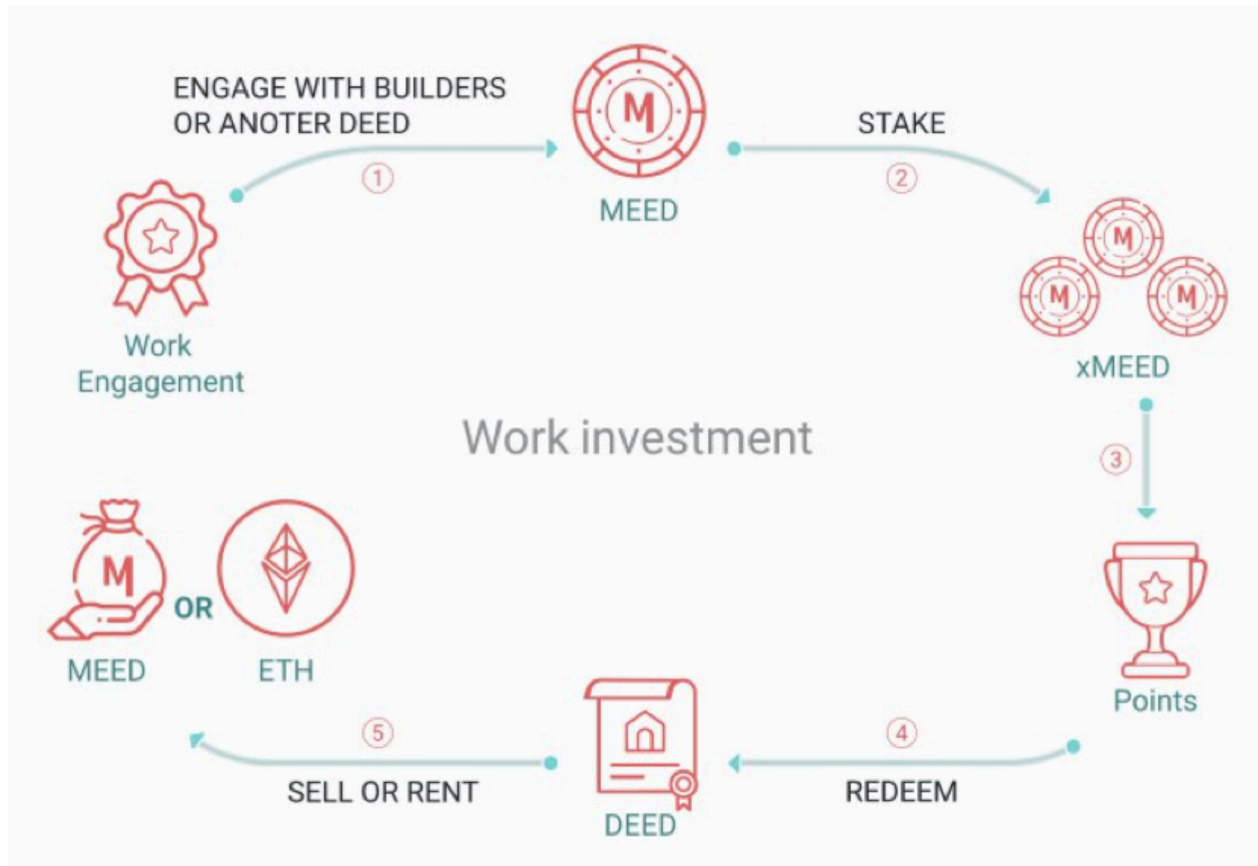 ENGAGE WITH BUILDERS
OR ANOTER DEED
1
M
MEED
STAKE
2
M
M
M
xMEED
Work
Engagement
Work investment
3
M
OR
MEED
ETH
Points
5
SELL OR RENT
DEED
4
REDEEM